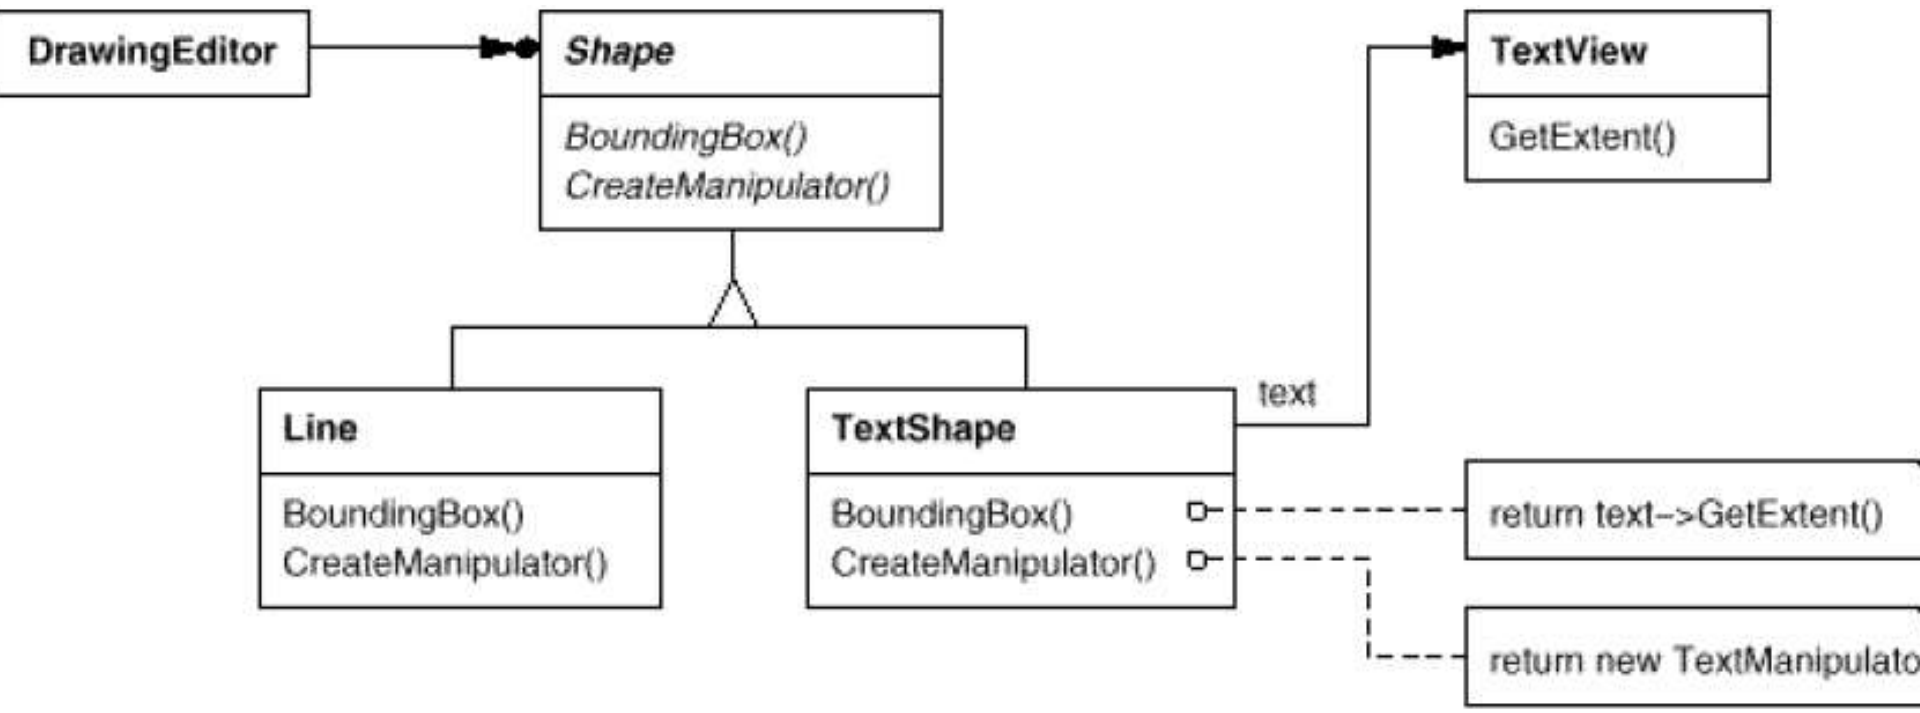 DrawingEditor
Shape
BoundingBox()
CreateManipulator()
TextView
GetExtent()
Line
BoundingBox()
CreateManipulator()
TextShape
BoundingBox()
CreateManipulator()
text
return text->GetExtent()
return new TextManipulato